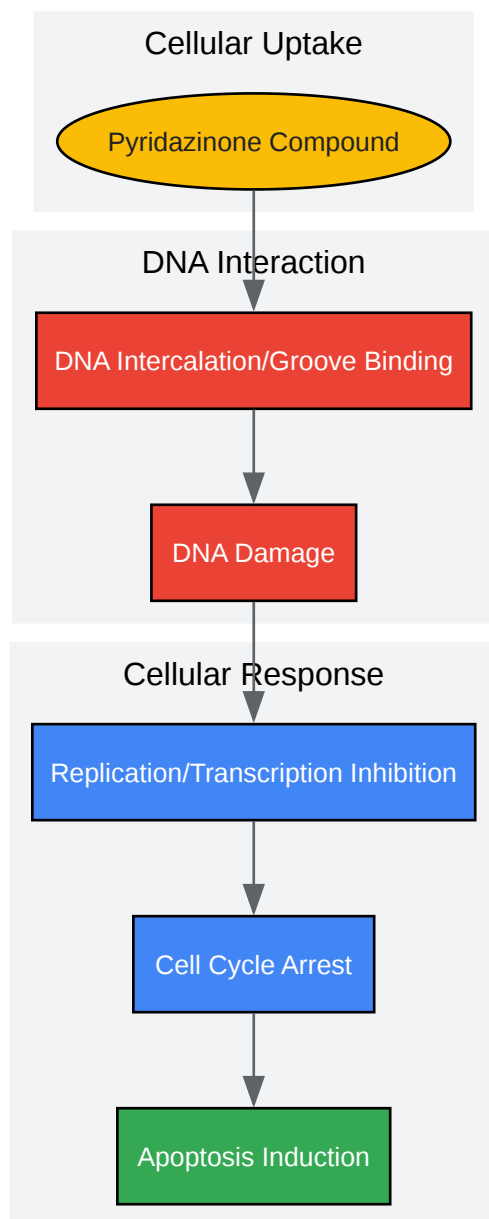 Cellular Uptake
Pyridazinone Compound
DNA Interaction
DNA Intercalation/Groove Binding
DNA Damage
Cellular Response
Replication/Transcription Inhibition
Cell Cycle Arrest
Apoptosis Induction